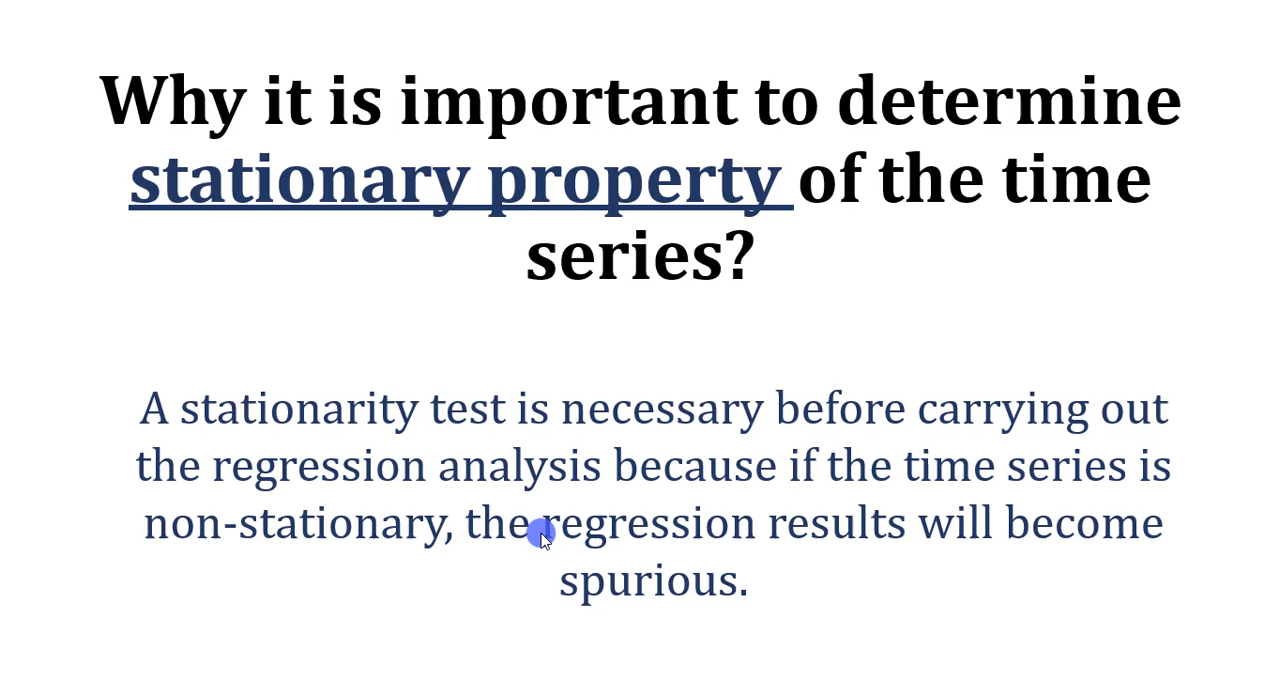 Why it is important to determine
stationary property of the time
series?
A stationarity test is necessary before carrying out
the regression analysis because if the time series is
non-stationary, the regression results will become
spurious.